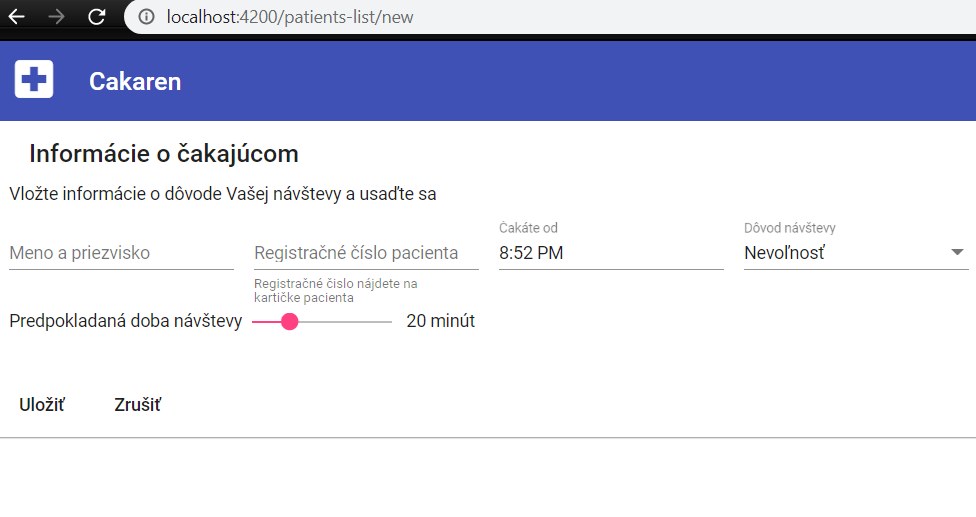 localhost:4200/patients-list/new
Cakaren
Informácie o čakajúcom
Vložte informácie o dôvode Vašej návštevy a usaďte sa
Meno a priezvisko
Registračné číslo pacienta
Registračné čislo nájdete na
kartičke pacienta
Čakáte od
8:52 PM
Dôvod návštevy
Nevoľnosť
Predpokladaná doba návštevy
20 minút
Uložiť
Zrušiť